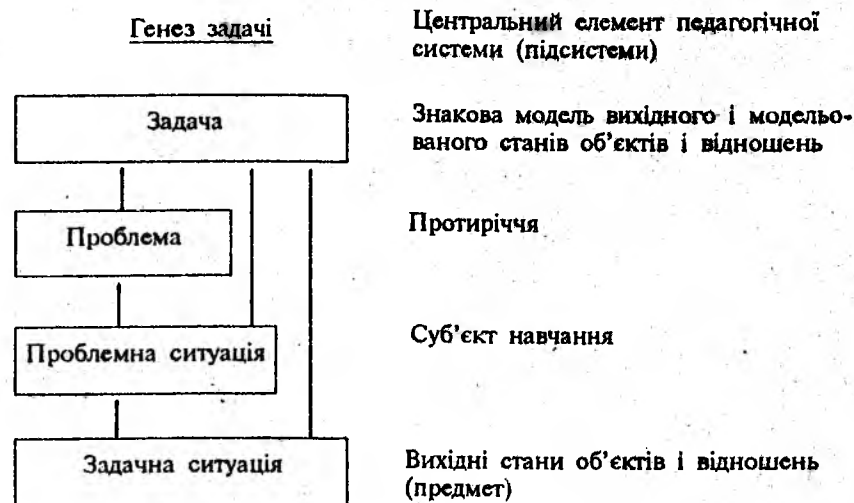 Генез задачі
Центральний елемент педагогічної
системи (підсистеми)
Задача
Знакова модель вихідного і модельо-
ваного станів об’єктів і відношень
Проблема
Протиріччя
Проблемна ситуація
Суб’єкт навчання
Задачна ситуація
Вихідні стани об’єктів і відношень
(предмет)